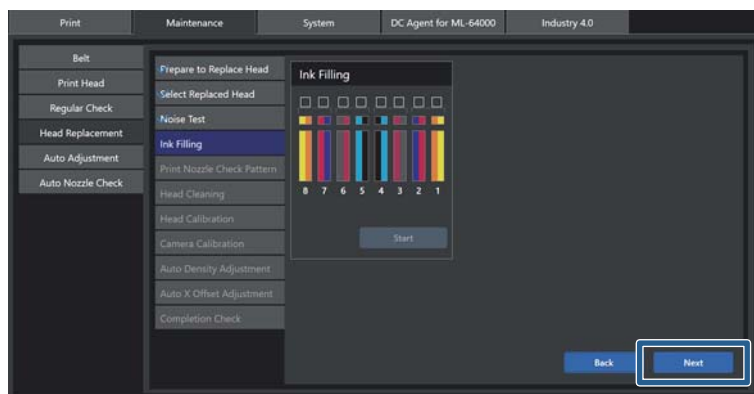 Print Maintenance System DC Agent for ML-64000 Industry 4.0
Belt
Print Head
Regular Check
Head Replacement
Auto Adjustment
Auto Nozzle Check
Prepare to Replace Head
Select Replaced Head
Noise Test
Ink Filling
Print Nozzle Check Pattern
Head Cleaning
Head Calibration
Camera Calibration
Auto Density Adjustment
Auto X Offset Adjustment
Completion Check
Ink Filling
8 7 6 5 4 3 2 1
Start
Back Next